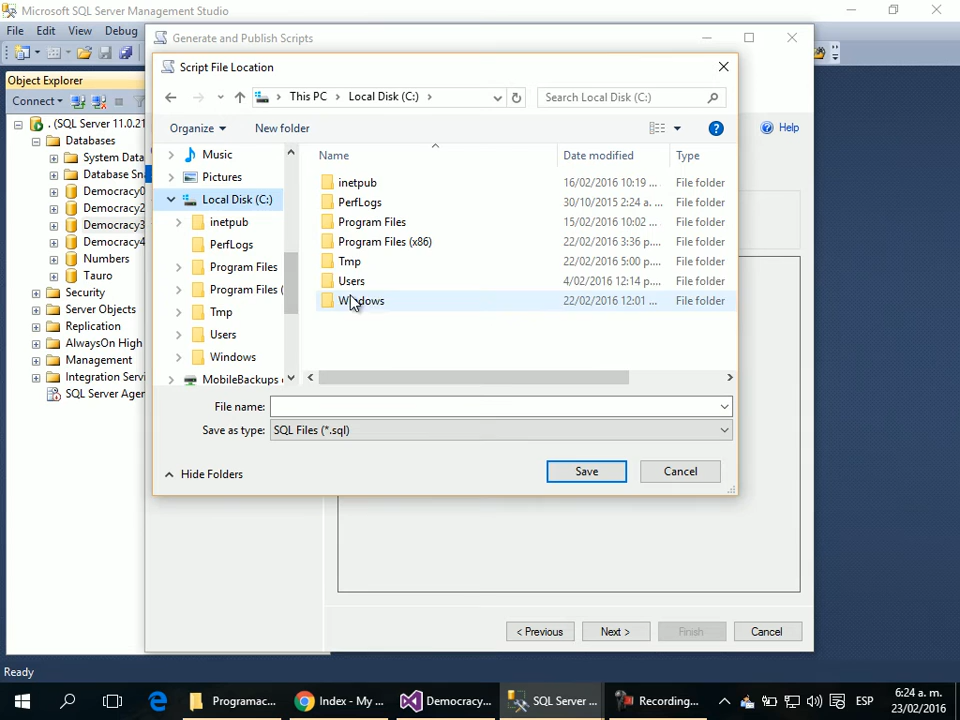 Microsoft SQL Server Management Studio
File Edit View Debug
Generate and Publish Scripts
Object Explorer
Connect
. (SQL Server 11.0.21
Databases
System Data
Database Sna
Democracy0
Democracy2
Democracy3
Democracy4
Numbers
Tauro
Security
Server Objects
Replication
AlwaysOn High
Management
Integration Servi
SQL Server Agen
Script File Location
This PC > Local Disk (C:) >
Search Local Disk (C:)
Organize
New folder
Help
Music
Pictures
Local Disk (C:)
inetpub
PerfLogs
Program Files
Program Files (
Tmp
Users
Windows
MobileBackups
Name Date modified Type
inetpub 16/02/2016 10:19 ... File folder
PerfLogs 30/10/2015 2:24 a. ... File folder
Program Files 15/02/2016 10:02 ... File folder
Program Files (x86) 22/02/2016 3:36 p.... File folder
Tmp 22/02/2016 5:00 p.... File folder
Users 4/02/2016 12:14 p.... File folder
Windows 22/02/2016 12:01 ... File folder
File name:
Save as type: SQL Files (*.sql)
Hide Folders
Save
Cancel
< Previous
Next >
Finish
Cancel
Ready
Programac...
Index - My ...
Democracy...
SQL Server ...
Recording...
ESP
6:24 a. m.
23/02/2016